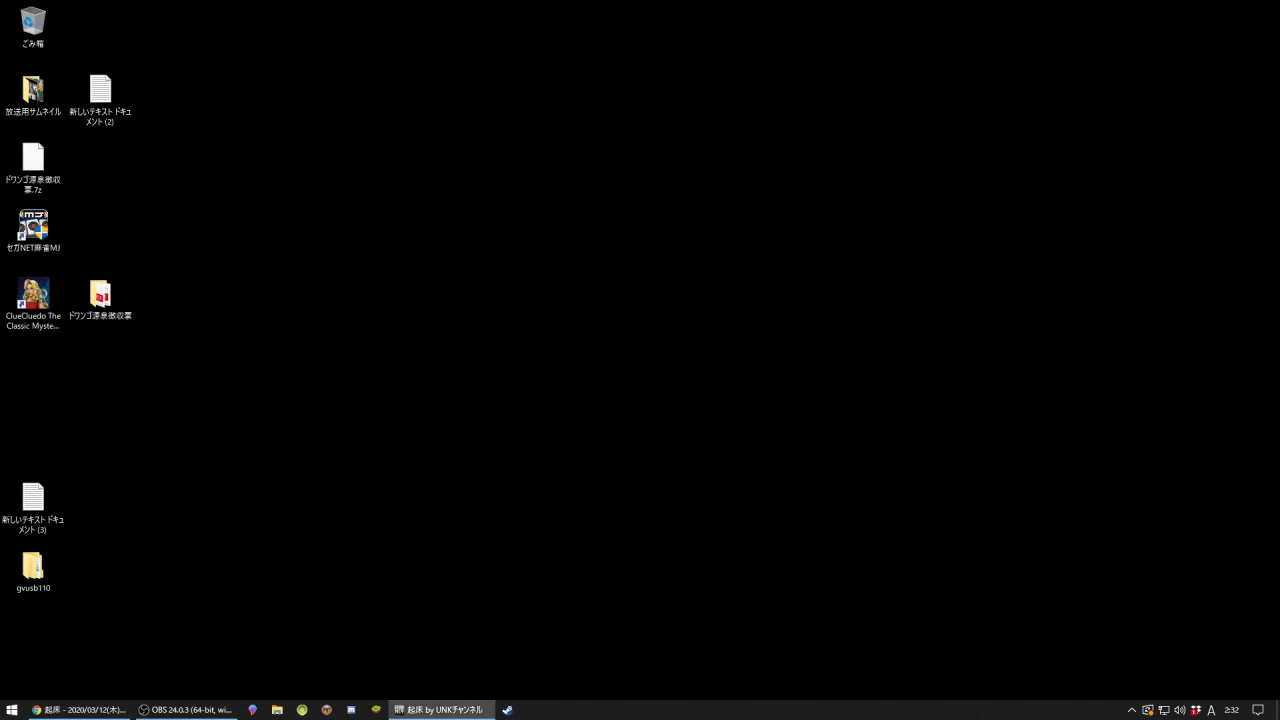 ごみ箱
放送用サムネイル
新しいテキスト ドキュ
メント (2)
ドワンゴ源泉徴収
票.7z
セガNET麻雀MJ
ClueCluedo The
Classic Myste...
ドワンゴ源泉徴収票
新しいテキスト ドキュ
メント (3)
gvusb110
起床 - 2020/03/12(木)...
OBS 24.0.3 (64-bit, wi...
起床 by UNKチャンネル
A
2:32